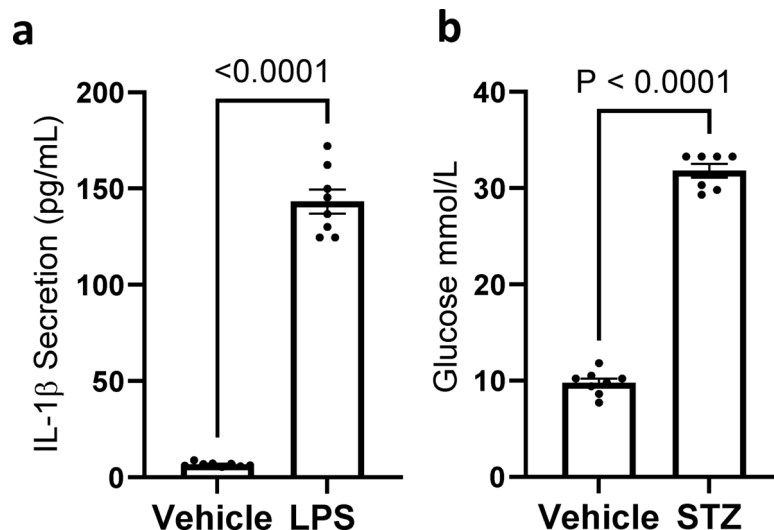 a
<0.0001
IL-1β Secretion (pg/mL)
200
150
100
50
0
Vehicle LPS
b
P < 0.0001
Glucose mmol/L
40
30
20
10
0
Vehicle STZ